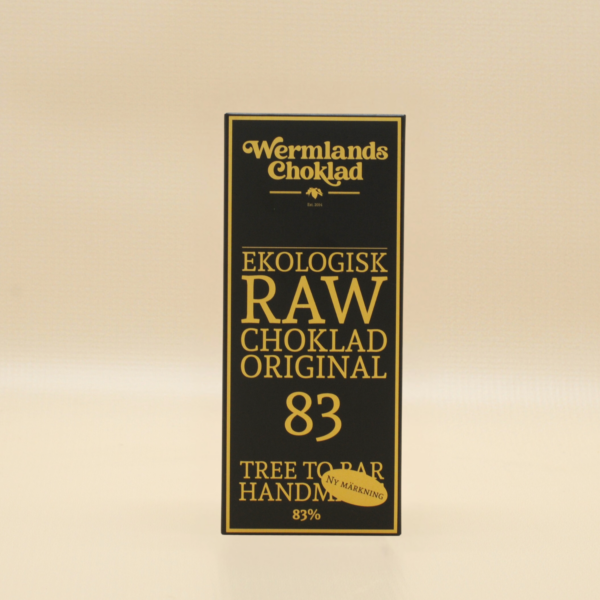 Wermlands
Choklad
EKOLOGISK
RAW
CHOKLAD
ORIGINAL
83
TREE TO BAR
NY MÄRKNING
83%